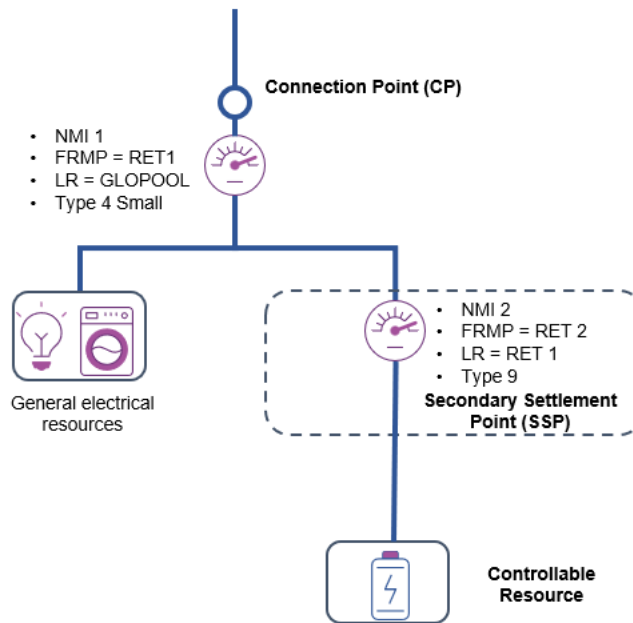 Connection Point (CP)
• NMI 1
• FRMP = RET1
• LR = GLOPOOL
• Type 4 Small
• NMI 2
• FRMP = RET 2
• LR = RET 1
• Type 9
Secondary Settlement
Point (SSP)
General electrical
resources
Controllable
Resource